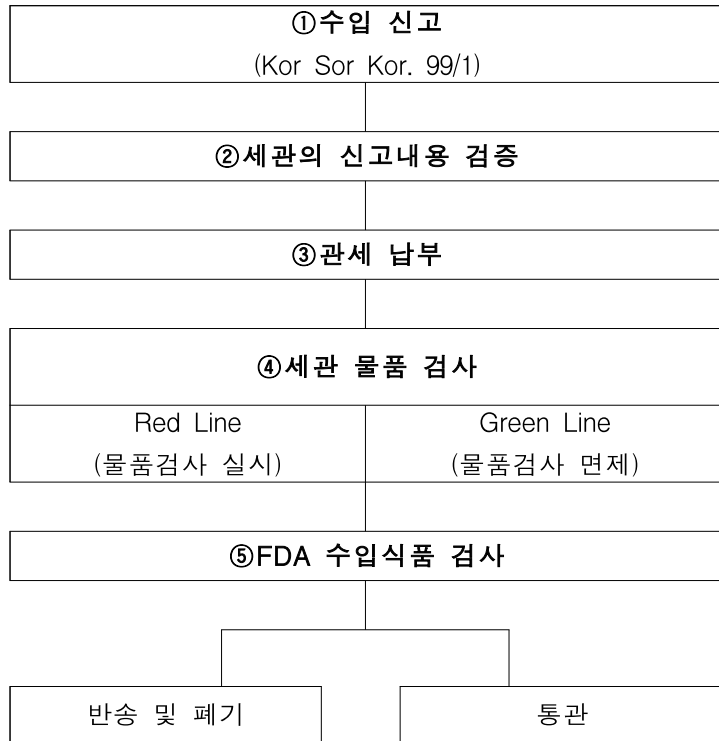 ①수입 신고
(Kor Sor Kor. 99/1)
②세관의 신고내용 검증
③관세 납부
④세관 물품 검사
Red Line
(물품검사 실시)
Green Line
(물품검사 면제)
⑤FDA 수입식품 검사
반송 및 폐기
통관